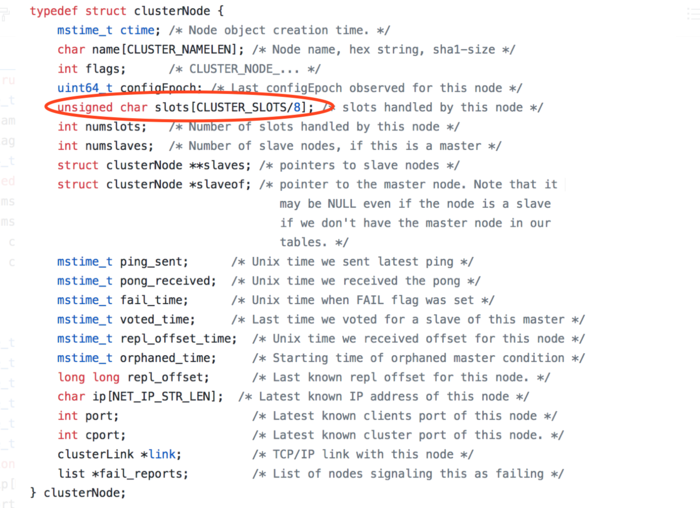 typedef struct clusterNode {
mstime_t ctime; /* Node object creation time. */
char name[CLUSTER_NAMELEN]; /* Node name, hex string, sha1-size */
int flags;      /* CLUSTER_NODE_... */
uint64_t configEpoch; /* Last configEpoch observed for this node */
unsigned char slots[CLUSTER_SLOTS/8]; /* slots handled by this node */
int numslots;   /* Number of slots handled by this node */
int numslaves;  /* Number of slave nodes, if this is a master */
struct clusterNode **slaves; /* pointers to slave nodes */
struct clusterNode *slaveof; /* pointer to the master node. Note that it
may be NULL even if the node is a slave
if we don't have the master node in our
tables. */
mstime_t ping_sent;      /* Unix time we sent latest ping */
mstime_t pong_received;  /* Unix time we received the pong */
mstime_t fail_time;      /* Unix time when FAIL flag was set */
mstime_t voted_time;     /* Last time we voted for a slave of this master */
mstime_t repl_offset_time;  /* Unix time we received offset for this node */
mstime_t orphaned_time;     /* Starting time of orphaned master condition */
long long repl_offset;      /* Last known repl offset for this node. */
char ip[NET_IP_STR_LEN];  /* Latest known IP address of this node */
int port;                   /* Latest known clients port of this node */
int cport;                  /* Latest known cluster port of this node. */
clusterLink *link;          /* TCP/IP link with this node */
list *fail_reports;         /* List of nodes signaling this as failing */
} clusterNode;